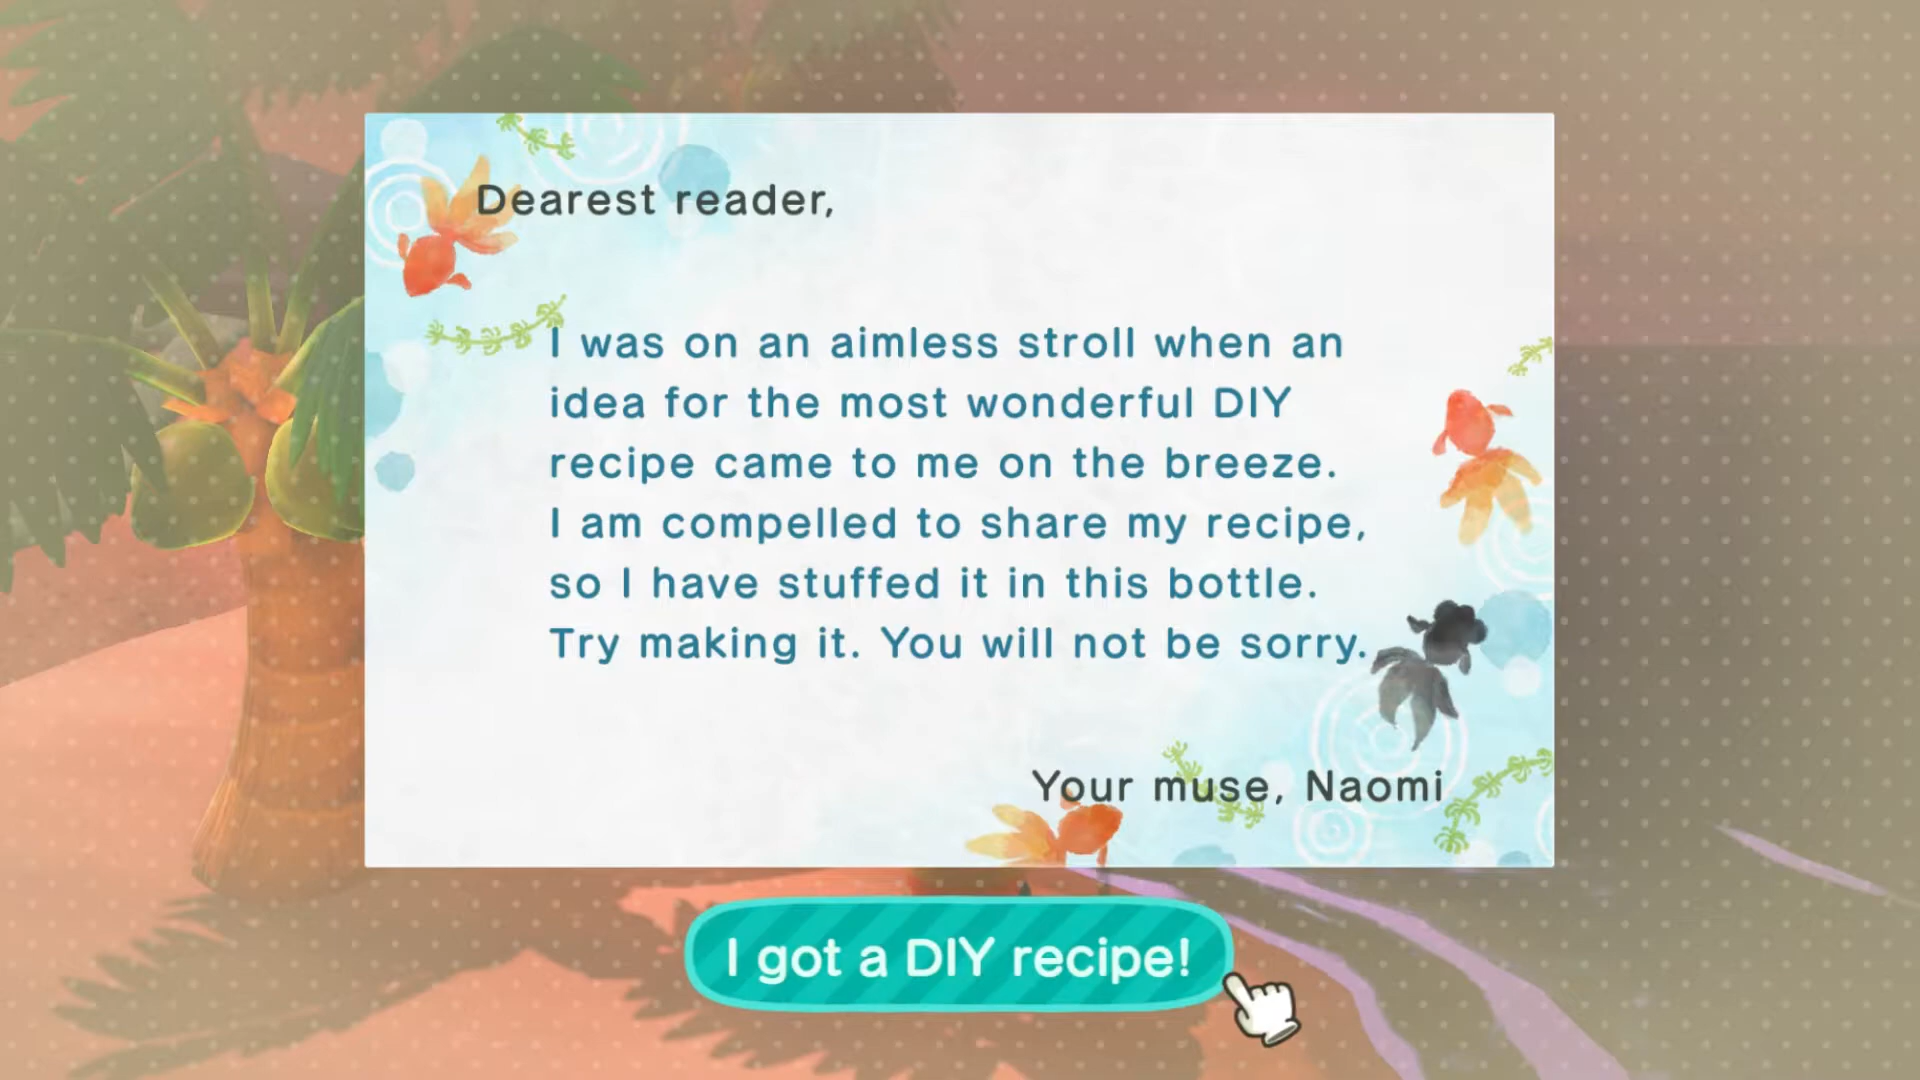 Dearest reader,
I was on an aimless stroll when an
idea for the most wonderful DIY
recipe came to me on the breeze.
I am compelled to share my recipe,
so I have stuffed it in this bottle.
Try making it. You will not be sorry.
Your muse, Naomi
I got a DIY recipe!